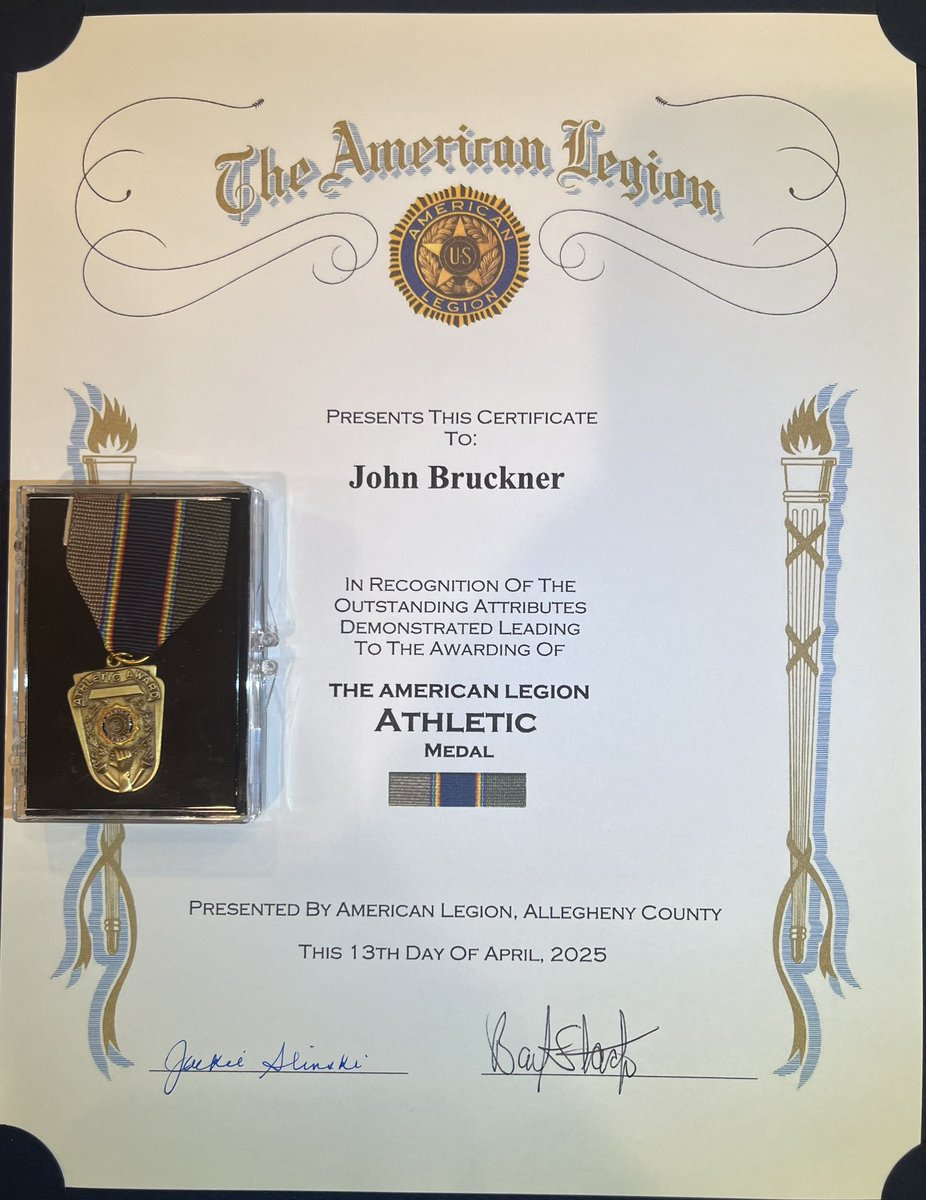 The American Legion
AMERICAN
U.S
LEGION
PRESENTS THIS CERTIFICATE
TO:
John Bruckner
IN RECOGNITION OF THE
OUTSTANDING ATTRIBUTES
DEMONSTRATED LEADING
TO THE AWARDING OF
THE AMERICAN LEGION
ATHLETIC
MEDAL
ATHLETIC AWARD
PRESENTED BY AMERICAN LEGION, ALLEGHENY COUNTY
THIS 13TH DAY OF APRIL, 2025
Jackie Slinski